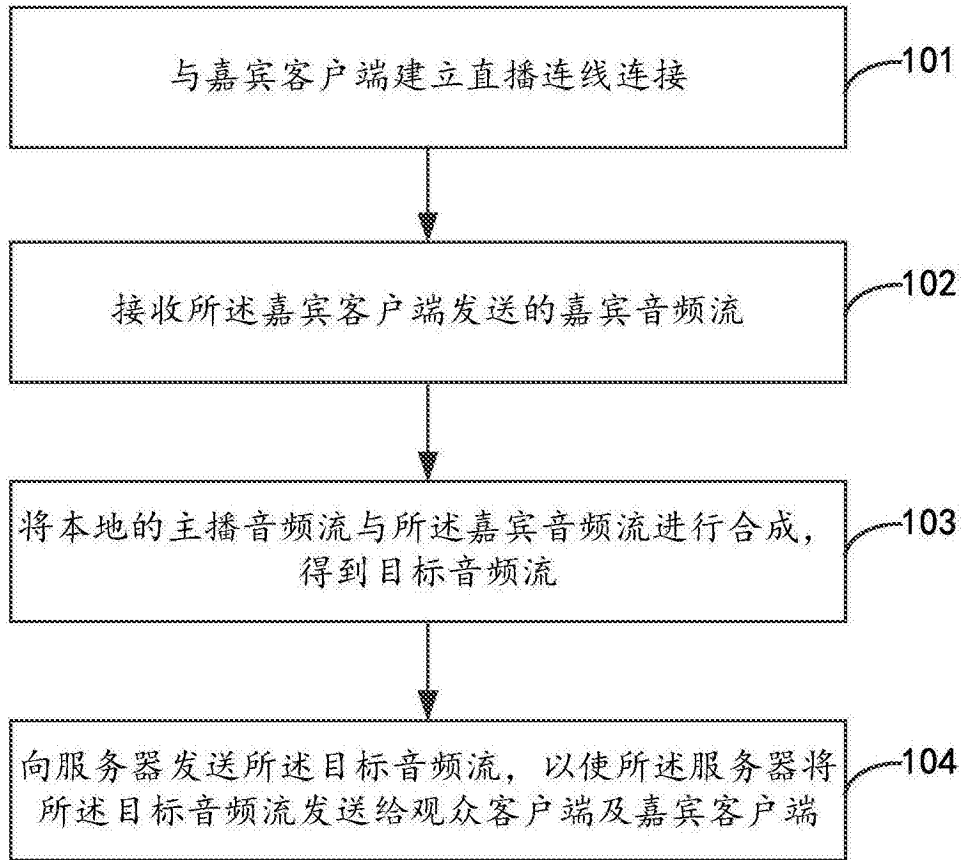 与嘉宾客户端建立直播连线连接
101
接收所述嘉宾客户端发送的嘉宾音频流
102
将本地的主播音频流与所述嘉宾音频流进行合成，
得到目标音频流
103
向服务器发送所述目标音频流，以使所述服务器将
所述目标音频流发送给观众客户端及嘉宾客户端
104